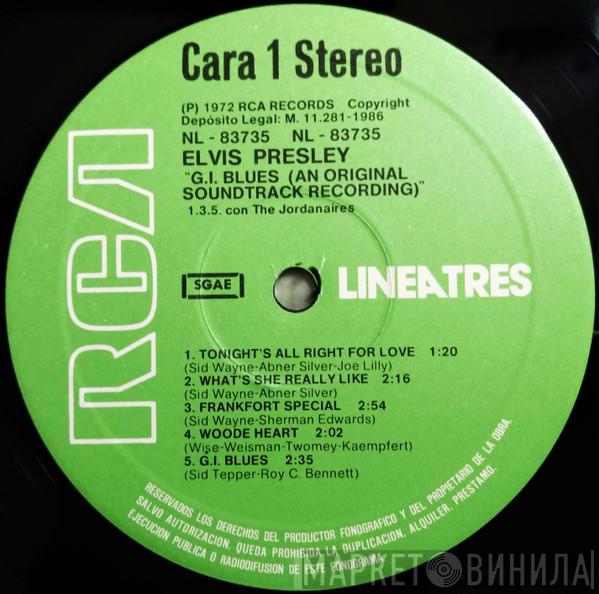 Cara 1 Stereo
(P) 1972 RCA RECORDS Copyright
Depósito Legal: M. 11.281-1986
NL - 83735 NL - 83735
ELVIS PRESLEY
"G.I. BLUES (AN ORIGINAL
SOUNDTRACK RECORDING)"
1.3.5. con The Jordanaires
RCA
SGAE
LINEATRES
1. TONIGHT'S ALL RIGHT FOR LOVE 1:20
(Sid Wayne-Abner Silver-Joe Lilly)
2. WHAT'S SHE REALLY LIKE 2:16
(Sid Wayne-Abner Silver)
3. FRANKFORT SPECIAL 2:54
(Sid Wayne-Sherman Edwards)
4. WOODE HEART 2:02
(Wise-Weisman-Twomey-Kaempfert)
5. G.I. BLUES 2:35
(Sid Tepper-Roy C. Bennett)
RESERVADOS LOS DERECHOS DEL PRODUCTOR FONOGRAFICO Y DEL PROPIETARIO DE LA OBRA.
SALVO AUTORIZACION. QUEDA PROHIBIDA LA DUPLICACION. ALQUILER. PRESTAMO.
EJECUCION PUBLICA O RADIODIFUSION DE ESTE FONOGRAMA
МАРКЕТ ВИНИЛА